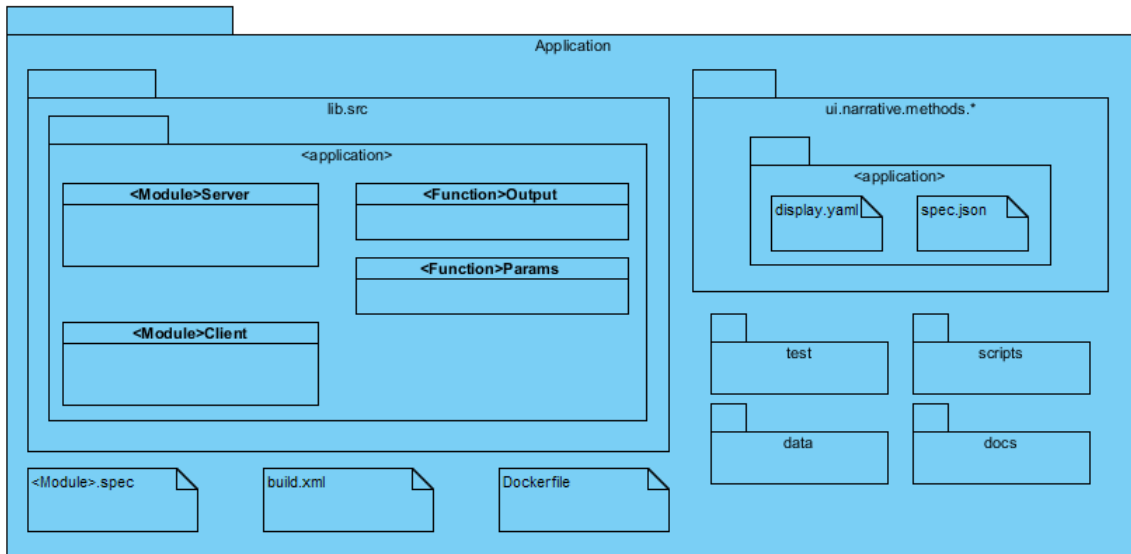 Application
lib.src
<application>
<Module>Server
<Function>Output
<Function>Params
<Module>Client
ui.narrative.methods.*
<application>
display.yaml
spec.json
test
scripts
data
docs
<Module>.spec
build.xml
Dockerfile